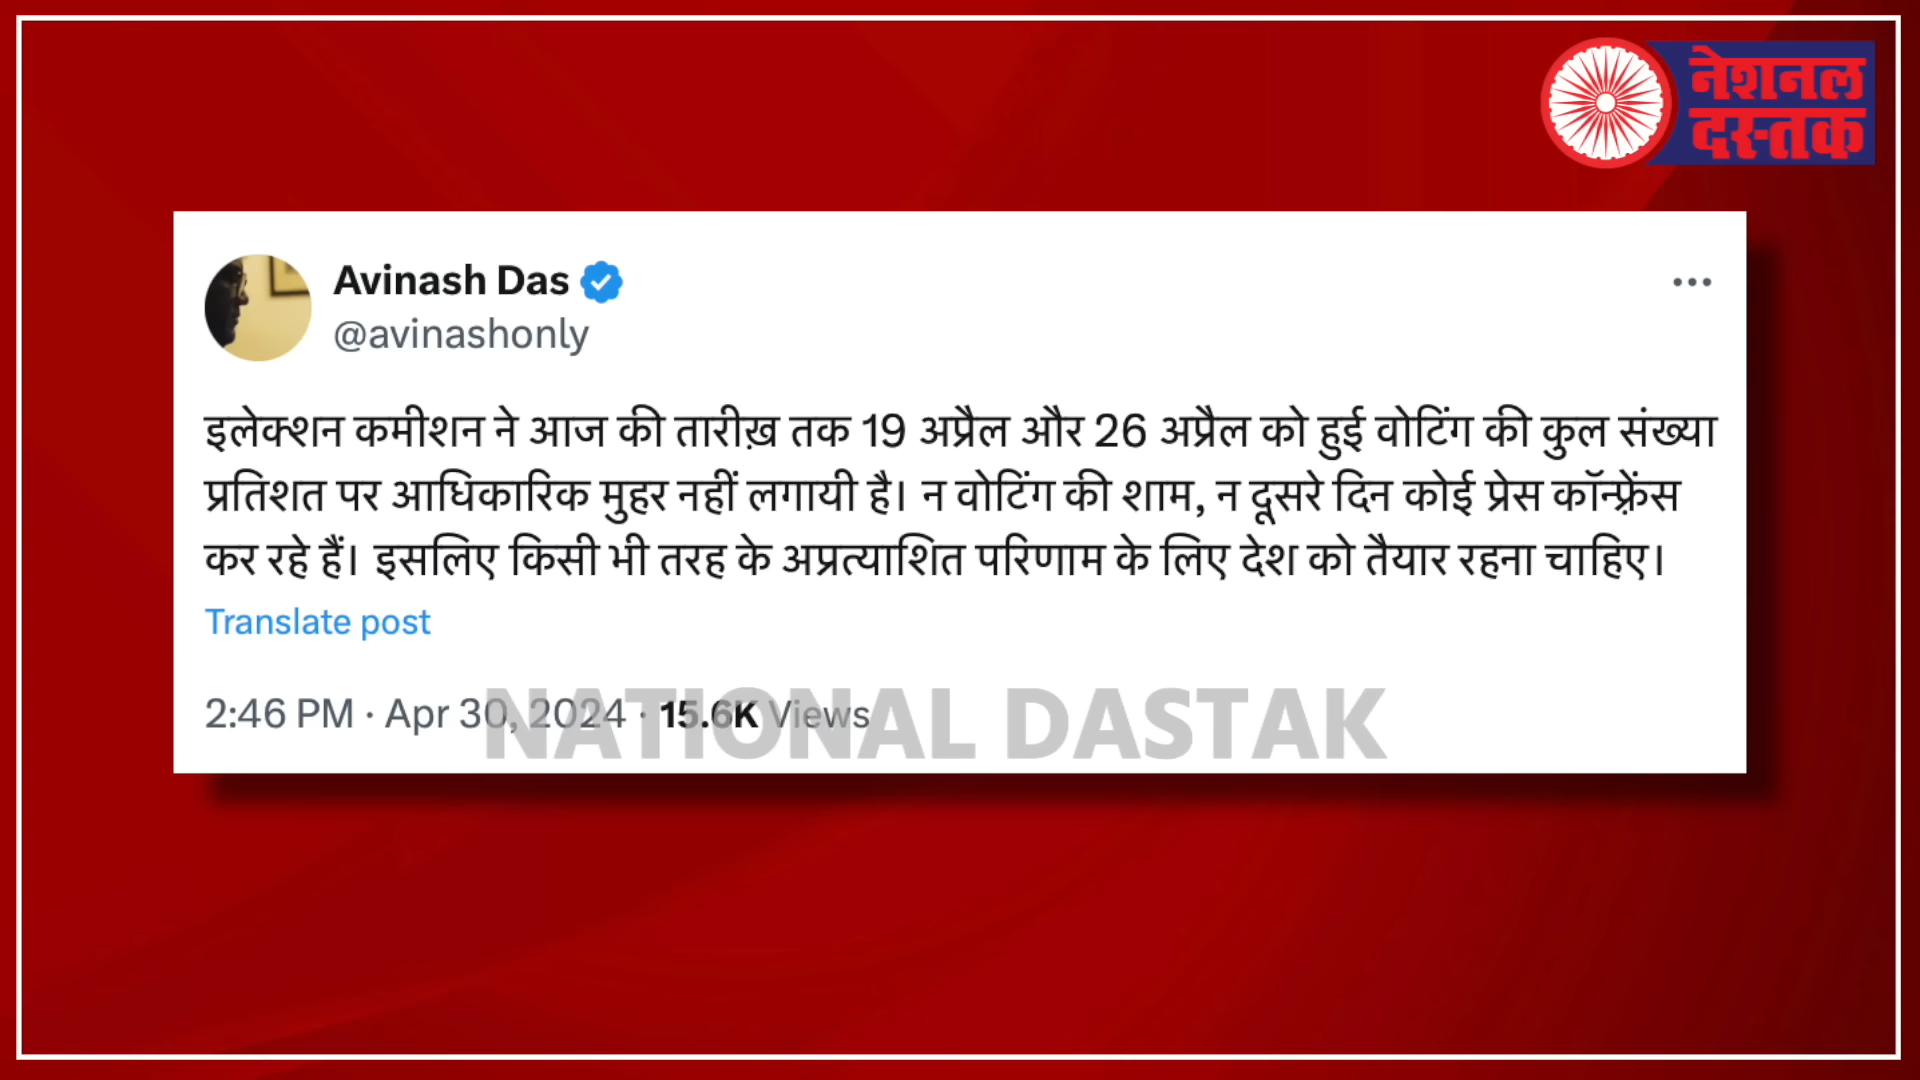 नेशनल
दस्तक
Avinash Das
@avinashonly
इलेक्शन कमीशन ने आज की तारीख़ तक 19 अप्रैल और 26 अप्रैल को हुई वोटिंग की कुल संख्या
प्रतिशत पर आधिकारिक मुहर नहीं लगायी है। न वोटिंग की शाम, न दूसरे दिन कोई प्रेस कॉन्फ़्रेंस
कर रहे हैं। इसलिए किसी भी तरह के अप्रत्याशित परिणाम के लिए देश को तैयार रहना चाहिए।
Translate post
2:46 PM · Apr 30, 2024 · 15.6K Views
NATIONAL DASTAK